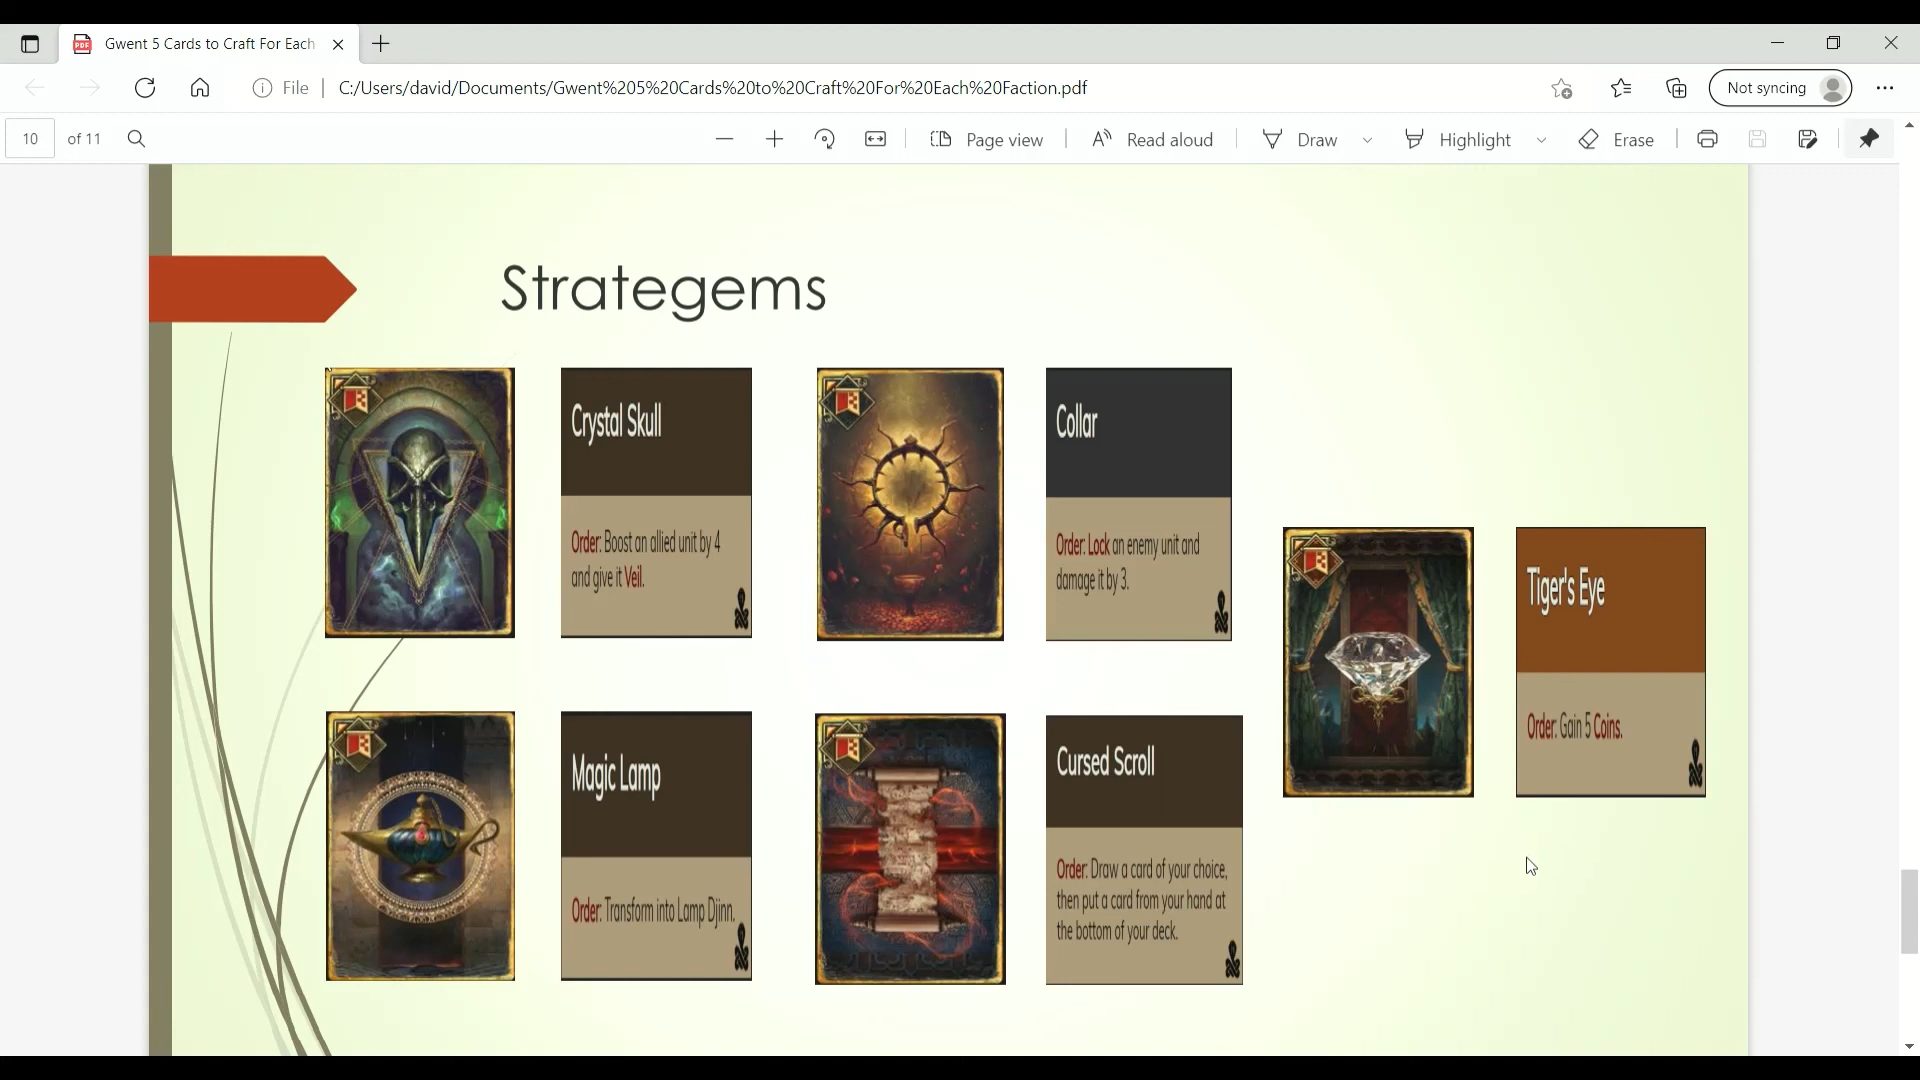 Gwent 5 Cards to Craft For Each
File
C:/Users/david/Documents/Gwent%205%20Cards%20to%20Craft%20For%20Each%20Faction.pdf
Not syncing
10 of 11
Page view
Read aloud
Draw
Highlight
Erase
Strategems
Crystal Skull
Order: Boost an allied unit by 4
and give it Veil.
Collar
Order: Lock an enemy unit and
damage it by 3.
Tiger's Eye
Order: Gain 5 Coins.
Magic Lamp
Order: Transform into Lamp Djinn.
Cursed Scroll
Order: Draw a card of your choice,
then put a card from your hand at
the bottom of your deck.